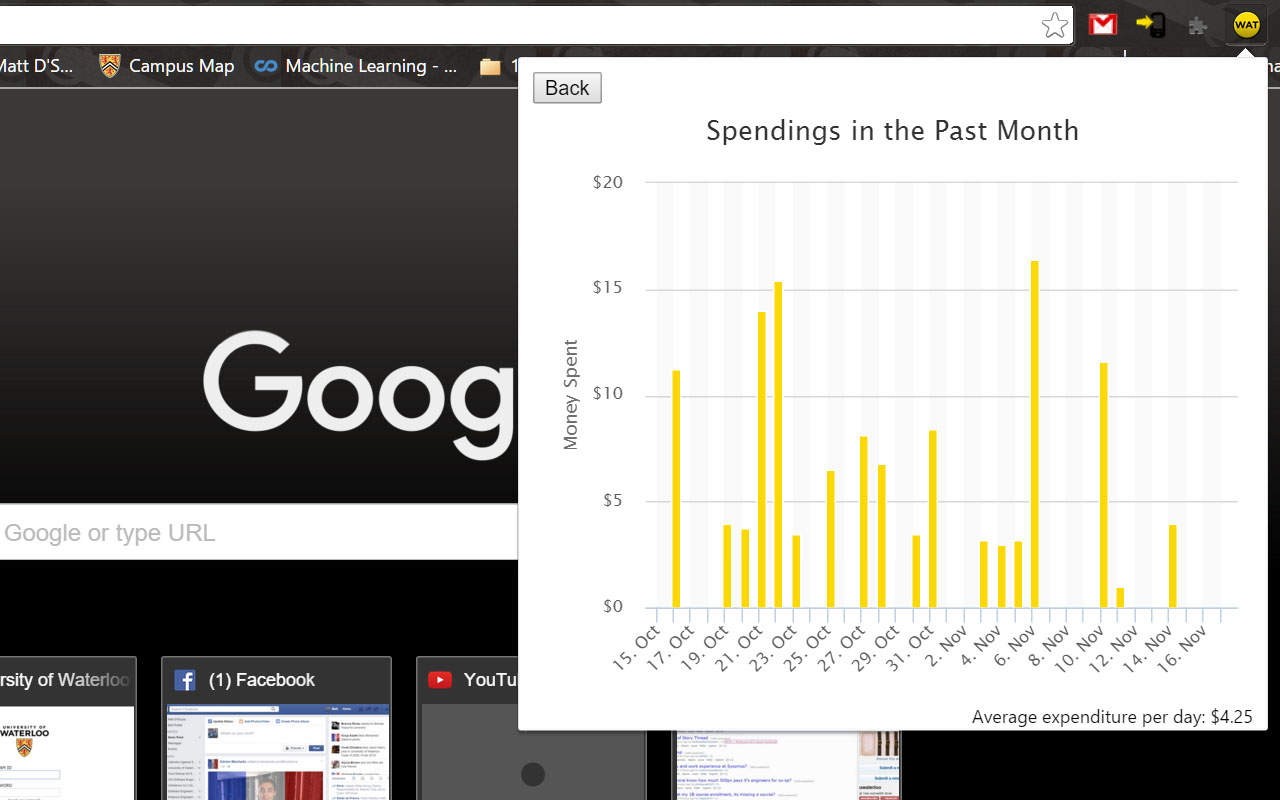 WAT
Matt D'S...
Campus Map
Machine Learning - ...
Back
Spendings in the Past Month
$20
$15
$10
$5
$0
Money Spent
15. Oct
17. Oct
19. Oct
21. Oct
23. Oct
25. Oct
27. Oct
29. Oct
31. Oct
2. Nov
4. Nov
6. Nov
8. Nov
10. Nov
12. Nov
14. Nov
16. Nov
Average expenditure per day: $4.25
Goog
Google or type URL
rsity of Waterloo
(1) Facebook
YouTu
UNIVERSITY OF
WATERLOO